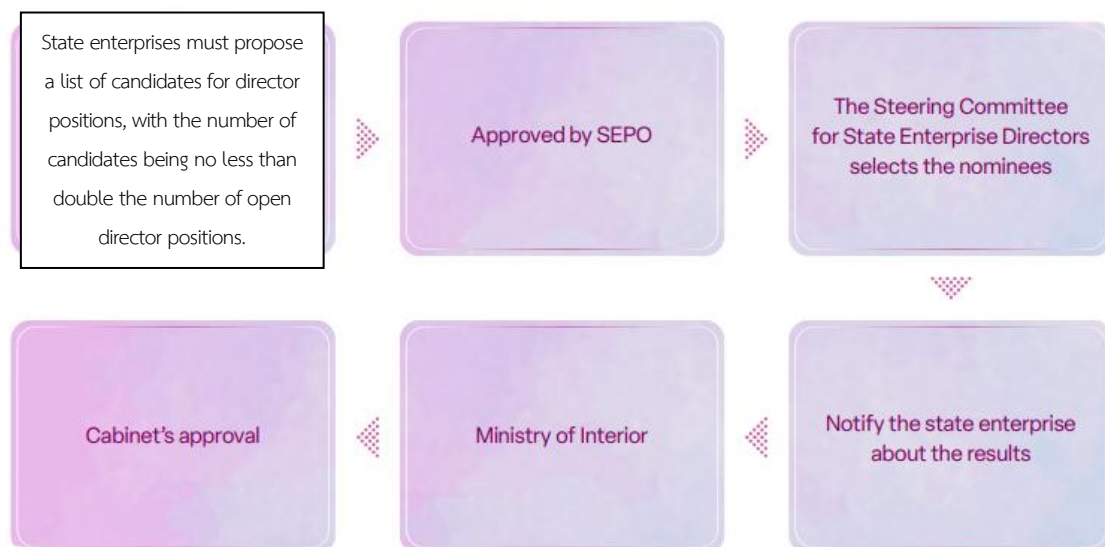 State enterprises must propose
a list of candidates for director
positions, with the number of
candidates being no less than
double the number of open
director positions.
Approved by SEPO
The Steering Committee
for State Enterprise Directors
selects the nominees
Notify the state enterprise
about the results
Ministry of Interior
Cabinet's approval